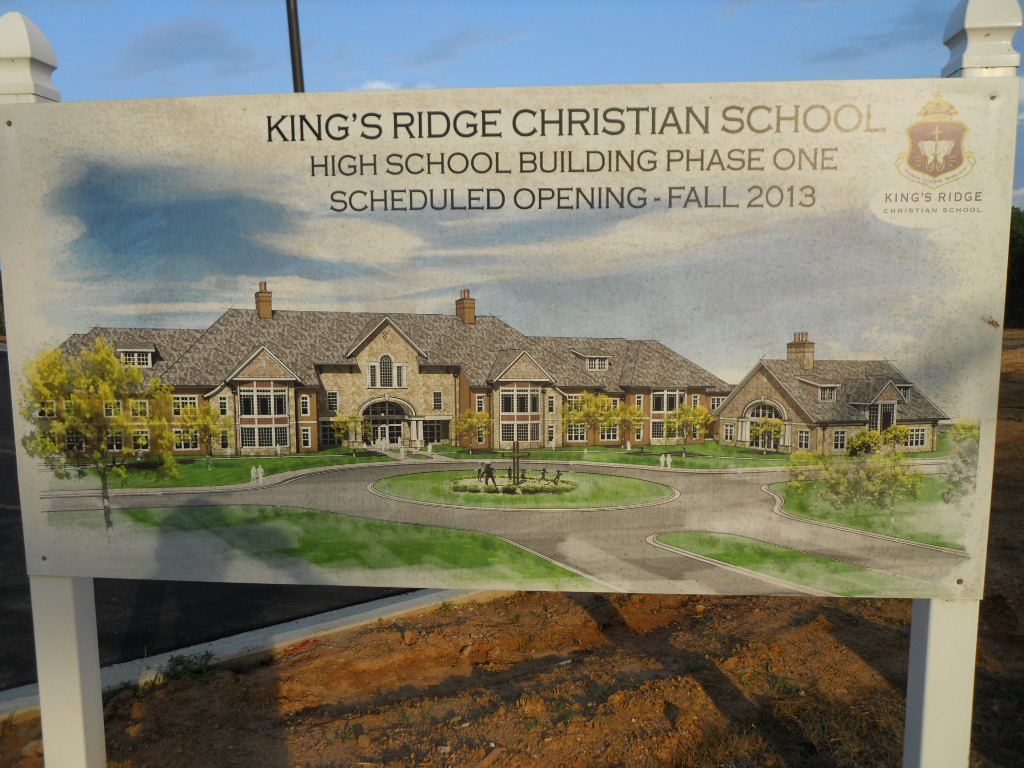 KING'S RIDGE CHRISTIAN SCHOOL
HIGH SCHOOL BUILDING PHASE ONE
SCHEDULED OPENING - FALL 2013
KING'S RIDGE
CHRISTIAN SCHOOL